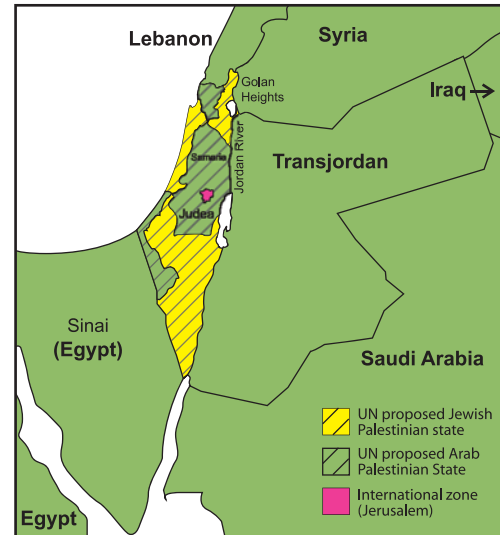 Lebanon
Syria
Golan
Heights
Iraq
Samaria
Jordan River
Transjordan
Judea
Sinai
(Egypt)
Saudi Arabia
UN proposed Jewish
Palestinian state
UN proposed Arab
Palestinian State
International zone
(Jerusalem)
Egypt